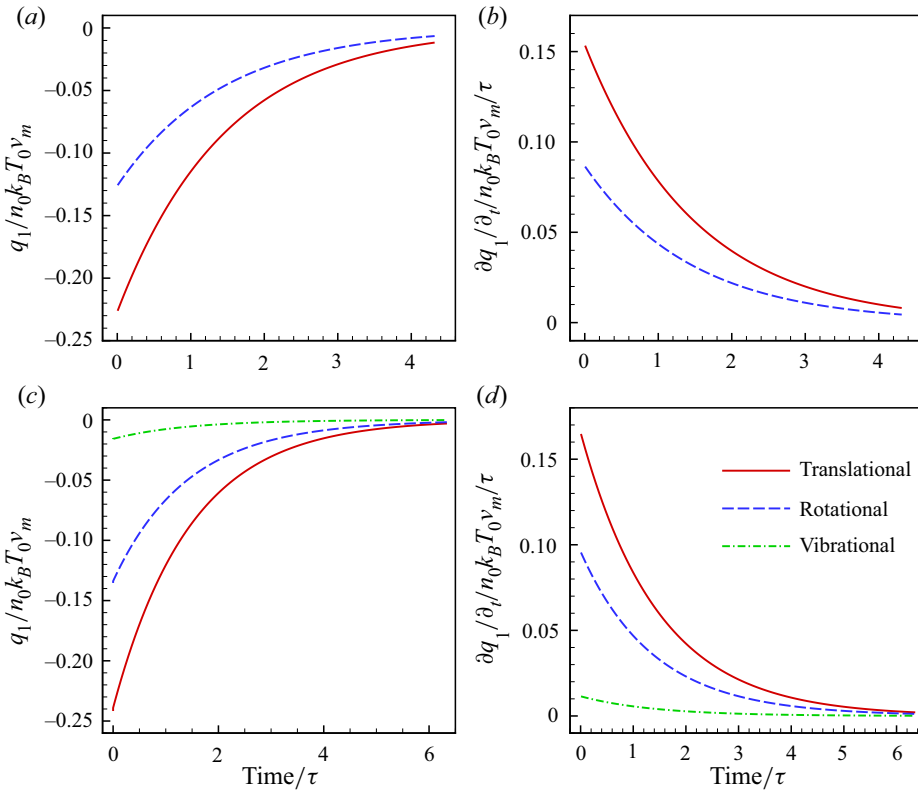 (a)
0
–0.05
–0.10
–0.15
–0.20
–0.25
q1/n0kBT0vm
0 1 2 3 4
(b)
0.15
0.10
0.05
0
∂q1/∂t/n0kBT0vm/τ
0 1 2 3 4
(c)
0
–0.05
–0.10
–0.15
–0.20
–0.25
q1/n0kBT0vm
0 2 4 6
Time/τ
(d)
0.15
0.10
0.05
0
∂q1/∂t/n0kBT0vm/τ
Translational
Rotational
Vibrational
0 1 2 3 4 5 6
Time/τ